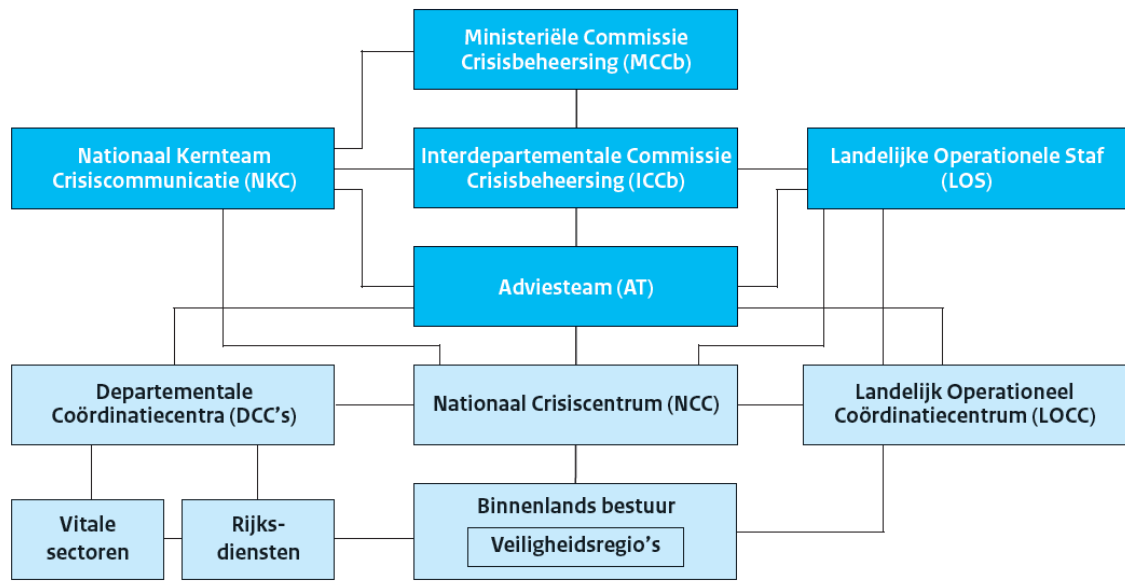 Ministeriële Commissie
Crisisbeheersing (MCCb)
Nationaal Kernteam
Crisiscommunicatie (NKC)
Interdepartementale Commissie
Crisisbeheersing (ICCb)
Landelijke Operationele Staf
(LOS)
Adviesteam (AT)
Departementale
Coördinatiecentra (DCC’s)
Nationaal Crisiscentrum (NCC)
Landelijk Operationeel
Coördinatiecentrum (LOCC)
Vitale
sectoren
Rijks-
diensten
Binnenlands bestuur
Veiligheidsregio’s